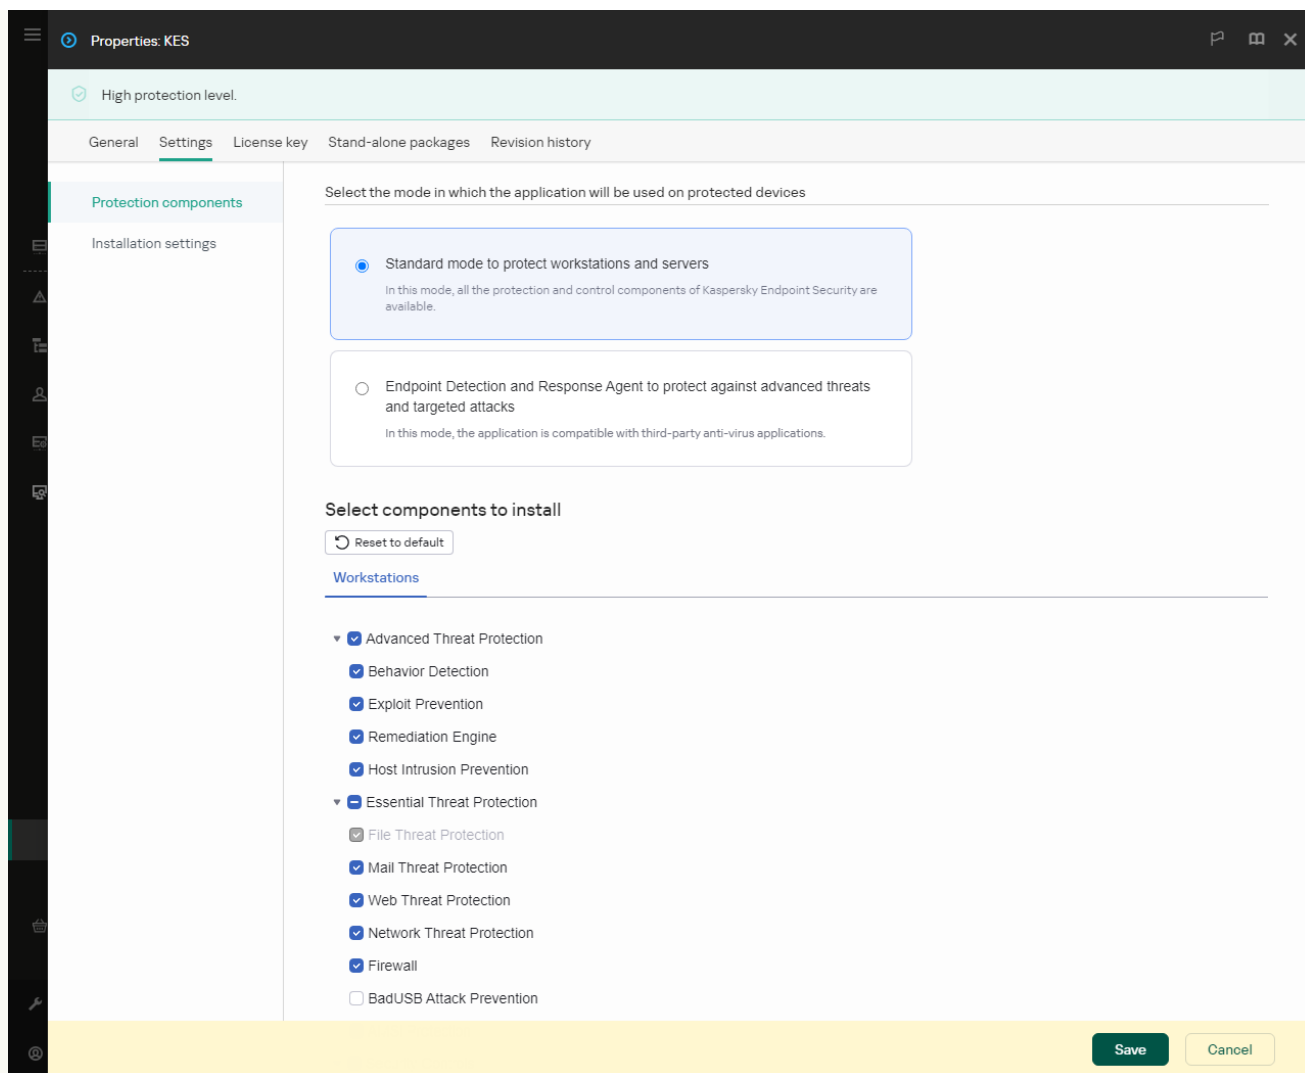 Properties: KES
High protection level.
General Settings License key Stand-alone packages Revision history
Protection components
Installation settings
Select the mode in which the application will be used on protected devices
Standard mode to protect workstations and servers
In this mode, all the protection and control components of Kaspersky Endpoint Security are
available.
Endpoint Detection and Response Agent to protect against advanced threats
and targeted attacks
In this mode, the application is compatible with third-party anti-virus applications.
Select components to install
Reset to default
Workstations
Advanced Threat Protection
Behavior Detection
Exploit Prevention
Remediation Engine
Host Intrusion Prevention
Essential Threat Protection
File Threat Protection
Mail Threat Protection
Web Threat Protection
Network Threat Protection
Firewall
BadUSB Attack Prevention
Save Cancel